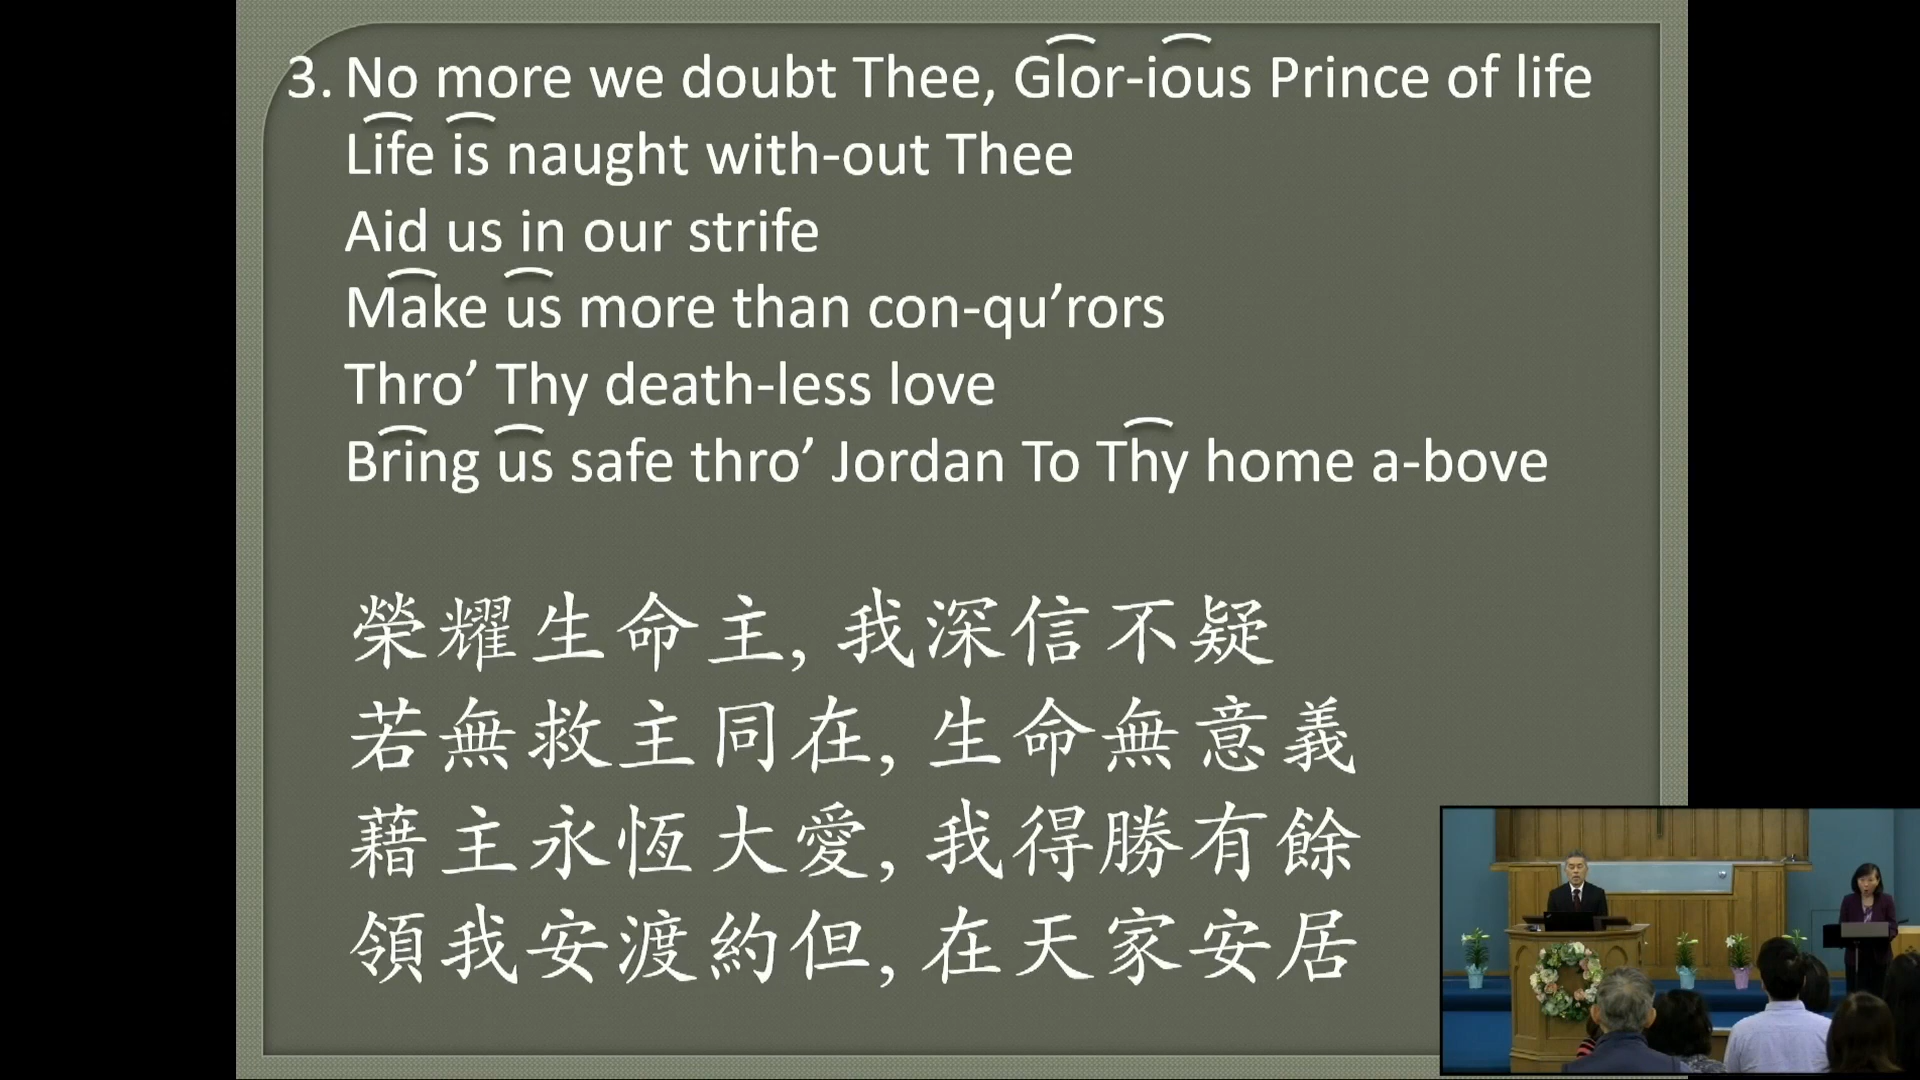 3. No more we doubt Thee, Glor-ious Prince of life
Life is naught with-out Thee
Aid us in our strife
Make us more than con-qu’rors
Thro’ Thy death-less love
Bring us safe thro’ Jordan To Thy home a-bove
榮耀生命主, 我深信不疑
若無救主同在, 生命無意義
藉主永恆大愛, 我得勝有餘
領我安渡約但, 在天家安居